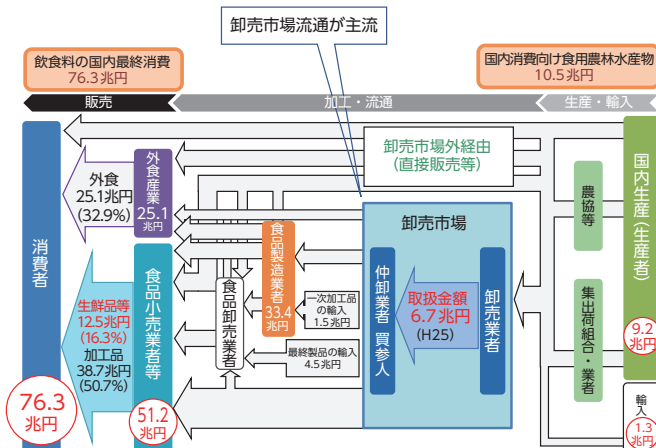 卸売市場流通が主流
飲食料の国内最終消費
76.3兆円
国内消費向け食用農林水産物
10.5兆円
販売
加工・流通
生産・輸入
消費者
76.3
兆円
外食
25.1兆円
(32.9%)
外食産業
25.1
兆円
生鮮品等
12.5兆円
(16.3%)
加工品
38.7兆円
(50.7%)
食品小売業者等
51.2
兆円
食品卸売業者
食品製造業者
33.4
兆円
一次加工品
の輸入
1.5兆円
最終製品の輸入
4.5兆円
卸売市場外経由
(直接販売等)
卸売市場
仲卸業者
買参人
取扱金額
6.7兆円
(H25)
卸売業者
農協等
集出荷組合・業者
国内生産(生産者)
9.2
兆円
輸入
1.3
兆円